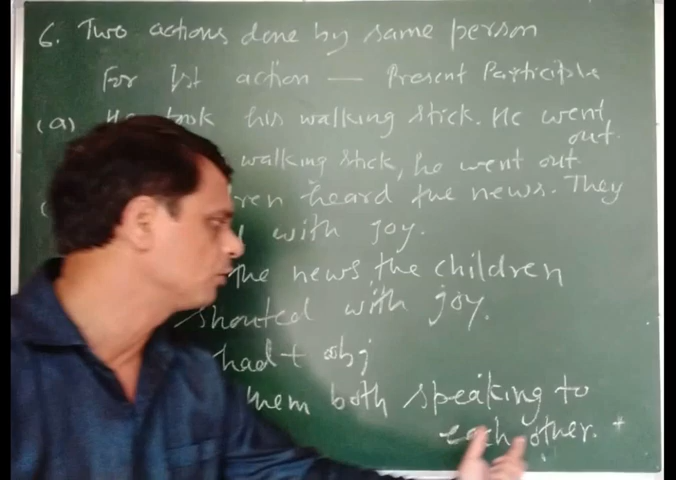 6. Two actions done by same person
For 1st action — Present Participle
(a) He took his walking stick. He went
out.
walking stick, he went out.
heard the news. They
with joy.
the news, the children
shouted with joy.
had + obj
them both speaking to
each other. +